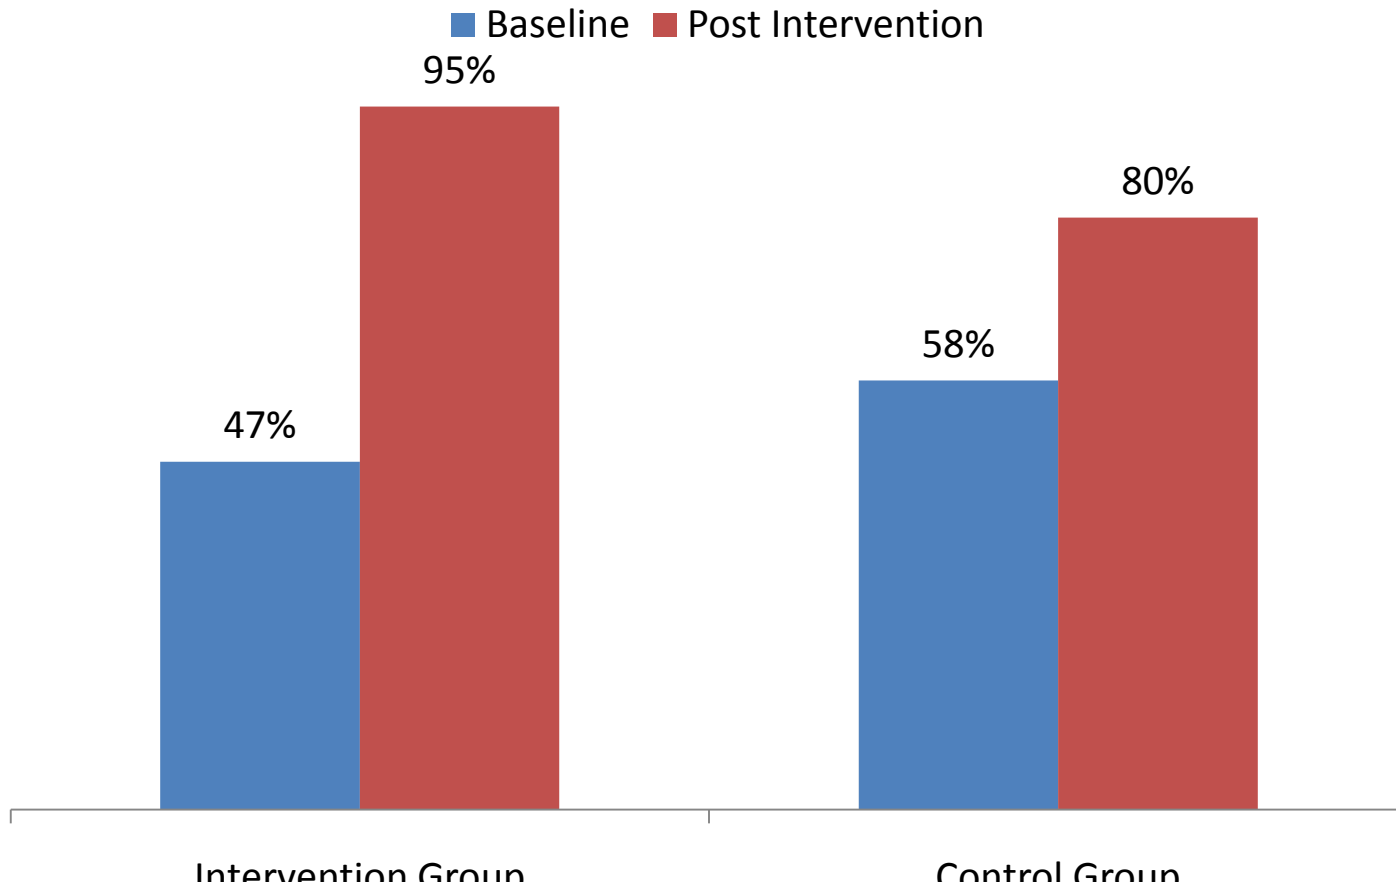 Baseline Post Intervention
95%
80%
58%
47%
Intervention Group Control Group